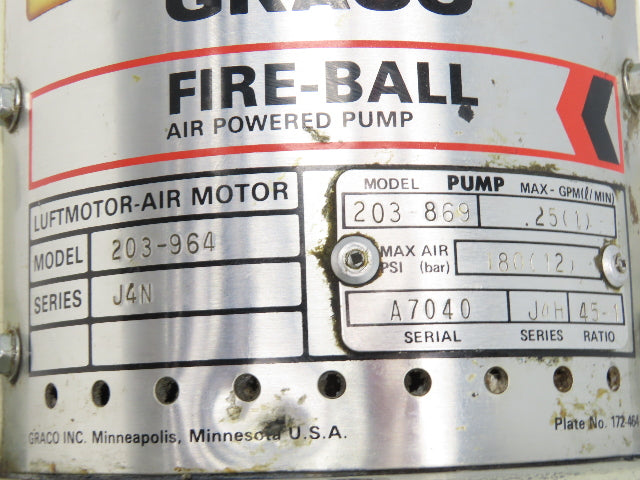 GRACO
FIRE-BALL
AIR POWERED PUMP
LUFTMOTOR-AIR MOTOR
MODEL 203-964
SERIES J4N
MODEL PUMP MAX-GPM(ℓ/MIN)
203-869 .25(1)
MAX AIR PSI (bar) 180(12)
A7040 J4H 45-1
SERIAL SERIES RATIO
GRACO INC. Minneapolis, Minnesota U.S.A.
Plate No. 172-464